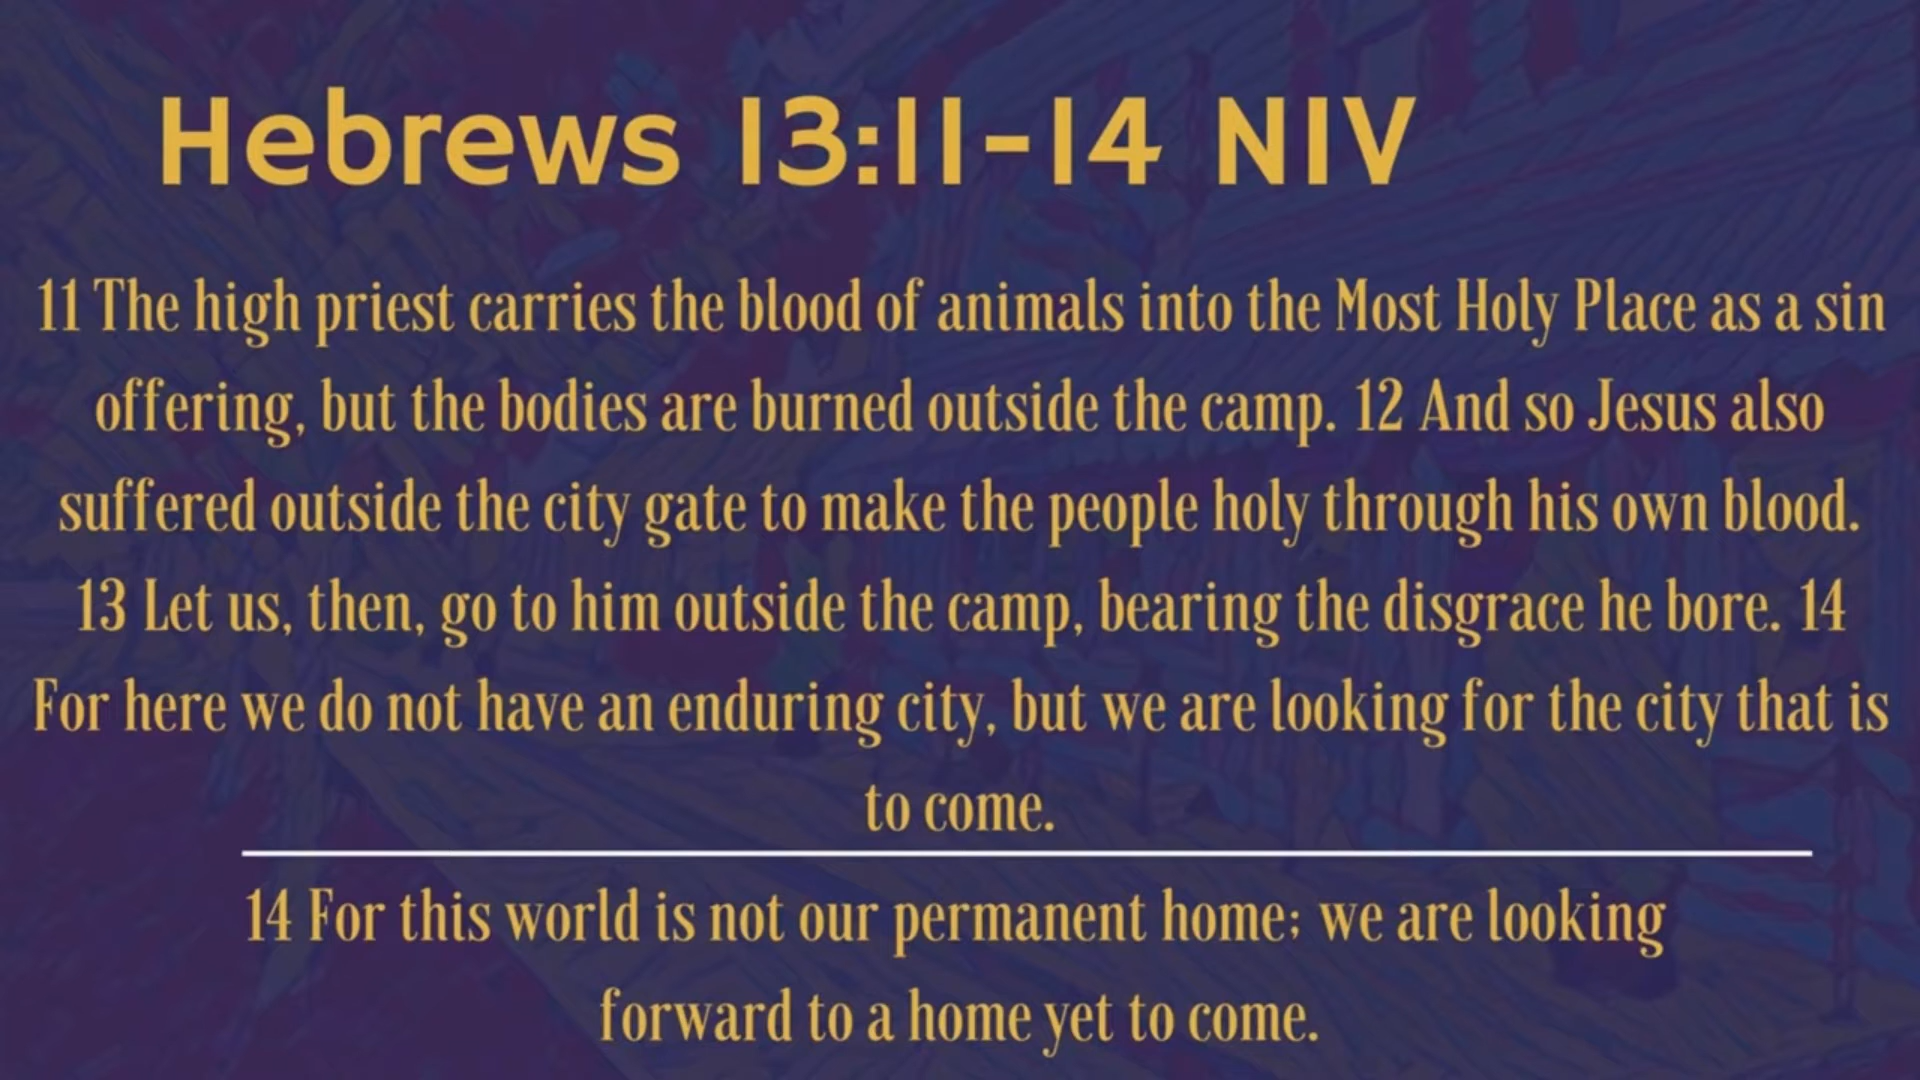 Hebrews 13:11-14 NIV
11 The high priest carries the blood of animals into the Most Holy Place as a sin
offering, but the bodies are burned outside the camp. 12 And so Jesus also
suffered outside the city gate to make the people holy through his own blood.
13 Let us, then, go to him outside the camp, bearing the disgrace he bore. 14
For here we do not have an enduring city, but we are looking for the city that is
to come.
14 For this world is not our permanent home; we are looking
forward to a home yet to come.